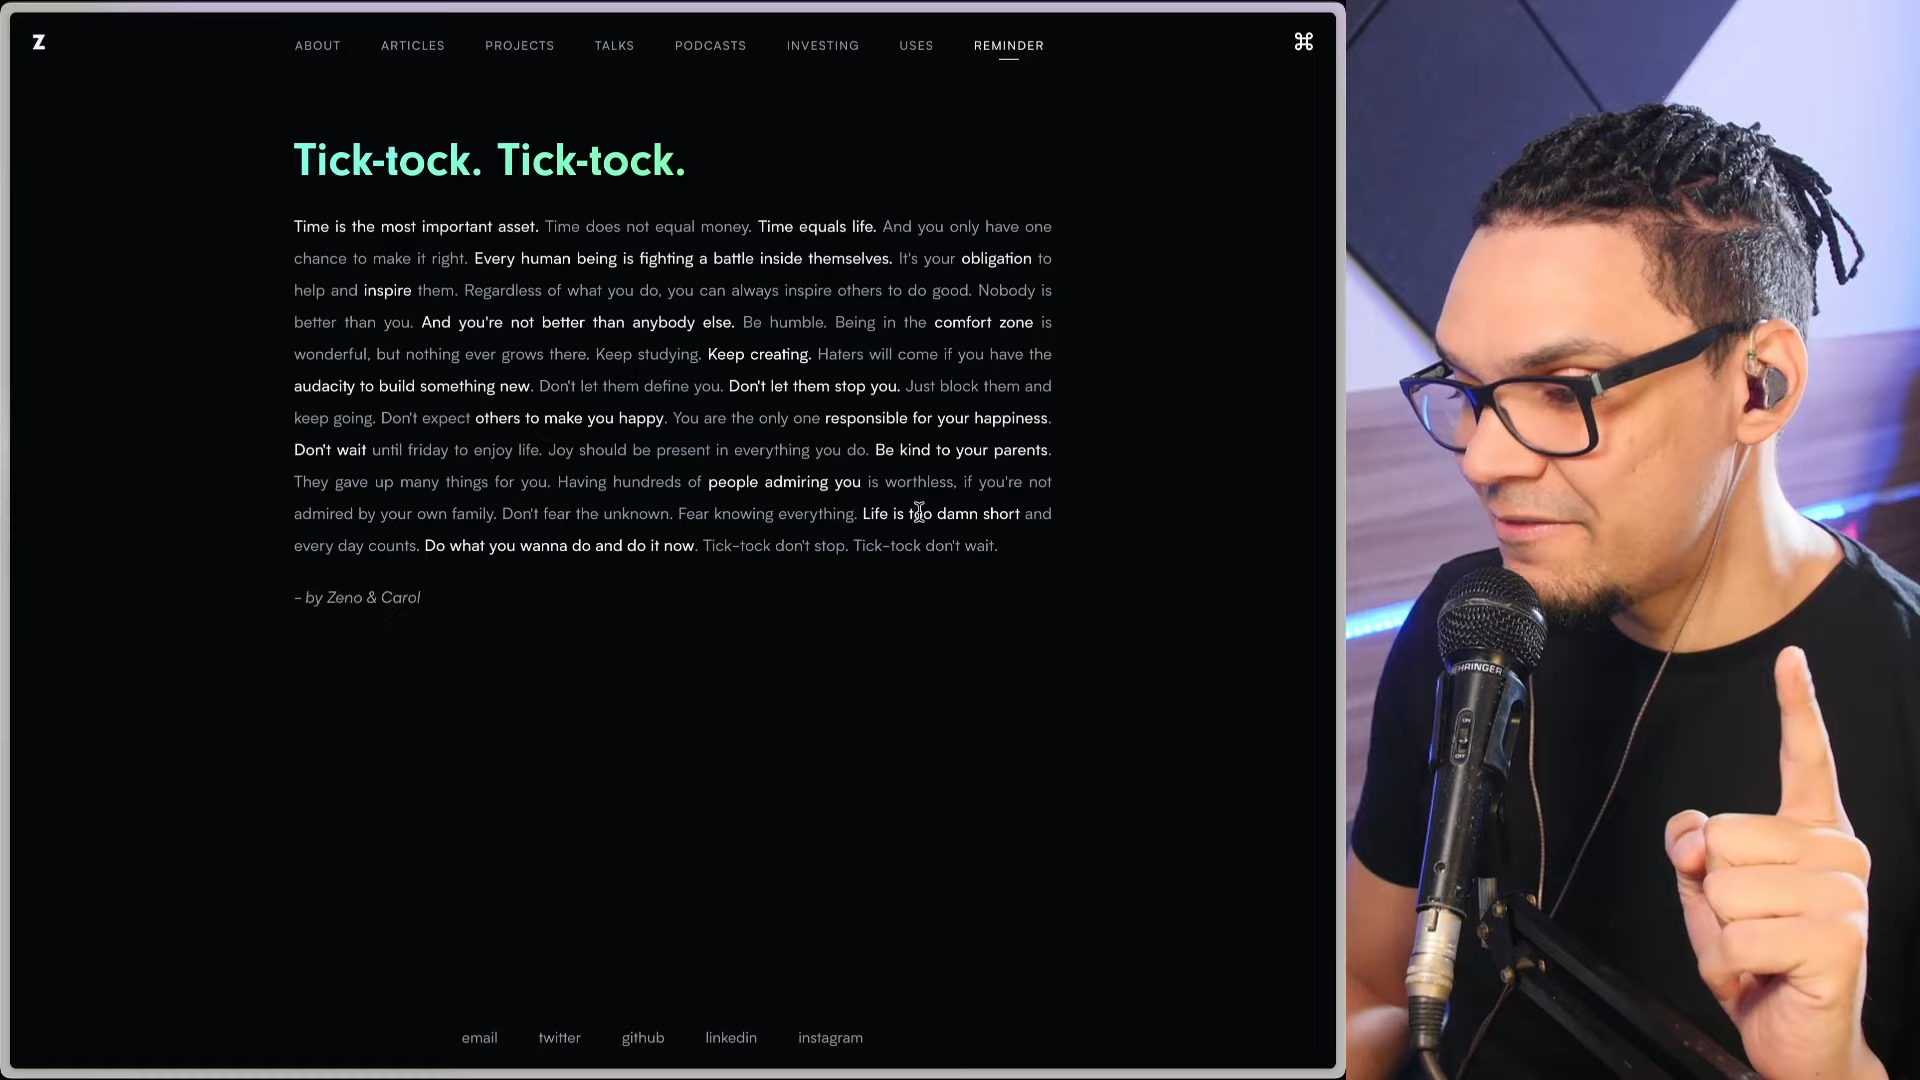 Z
ABOUT ARTICLES PROJECTS TALKS PODCASTS INVESTING USES REMINDER
Tick-tock. Tick-tock.
Time is the most important asset. Time does not equal money. Time equals life. And you only have one
chance to make it right. Every human being is fighting a battle inside themselves. It's your obligation to
help and inspire them. Regardless of what you do, you can always inspire others to do good. Nobody is
better than you. And you're not better than anybody else. Be humble. Being in the comfort zone is
wonderful, but nothing ever grows there. Keep studying. Keep creating. Haters will come if you have the
audacity to build something new. Don't let them define you. Don't let them stop you. Just block them and
keep going. Don't expect others to make you happy. You are the only one responsible for your happiness.
Don't wait until friday to enjoy life. Joy should be present in everything you do. Be kind to your parents.
They gave up many things for you. Having hundreds of people admiring you is worthless, if you're not
admired by your own family. Don't fear the unknown. Fear knowing everything. Life is too damn short and
every day counts. Do what you wanna do and do it now. Tick-tock don't stop. Tick-tock don't wait.
- by Zeno & Carol
email twitter github linkedin instagram
BEHRINGER
ON
OFF